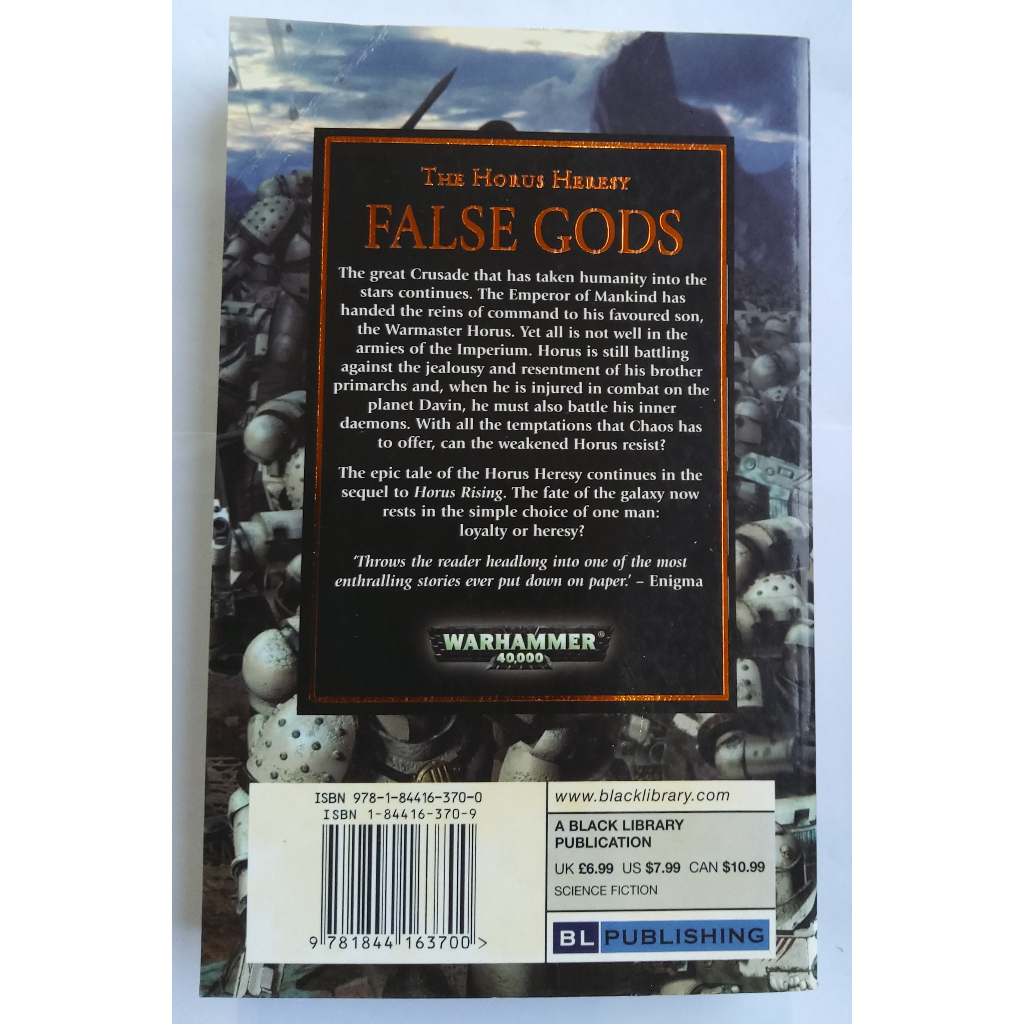 THE HORUS HERESY
FALSE GODS
The great Crusade that has taken humanity into the
stars continues. The Emperor of Mankind has
handed the reins of command to his favoured son,
the Warmaster Horus. Yet all is not well in the
armies of the Imperium. Horus is still battling
against the jealousy and resentment of his brother
primarchs and, when he is injured in combat on the
planet Davin, he must also battle his inner
daemons. With all the temptations that Chaos has
to offer, can the weakened Horus resist?
The epic tale of the Horus Heresy continues in the
sequel to Horus Rising. The fate of the galaxy now
rests in the simple choice of one man:
loyalty or heresy?
‘Throws the reader headlong into one of the most
enthralling stories ever put down on paper.’ – Enigma
WARHAMMER®
40,000
ISBN 978-1-84416-370-0
ISBN 1-84416-370-9
9 781844 163700 >
www.blacklibrary.com
A BLACK LIBRARY
PUBLICATION
UK £6.99 US $7.99 CAN $10.99
SCIENCE FICTION
BL PUBLISHING